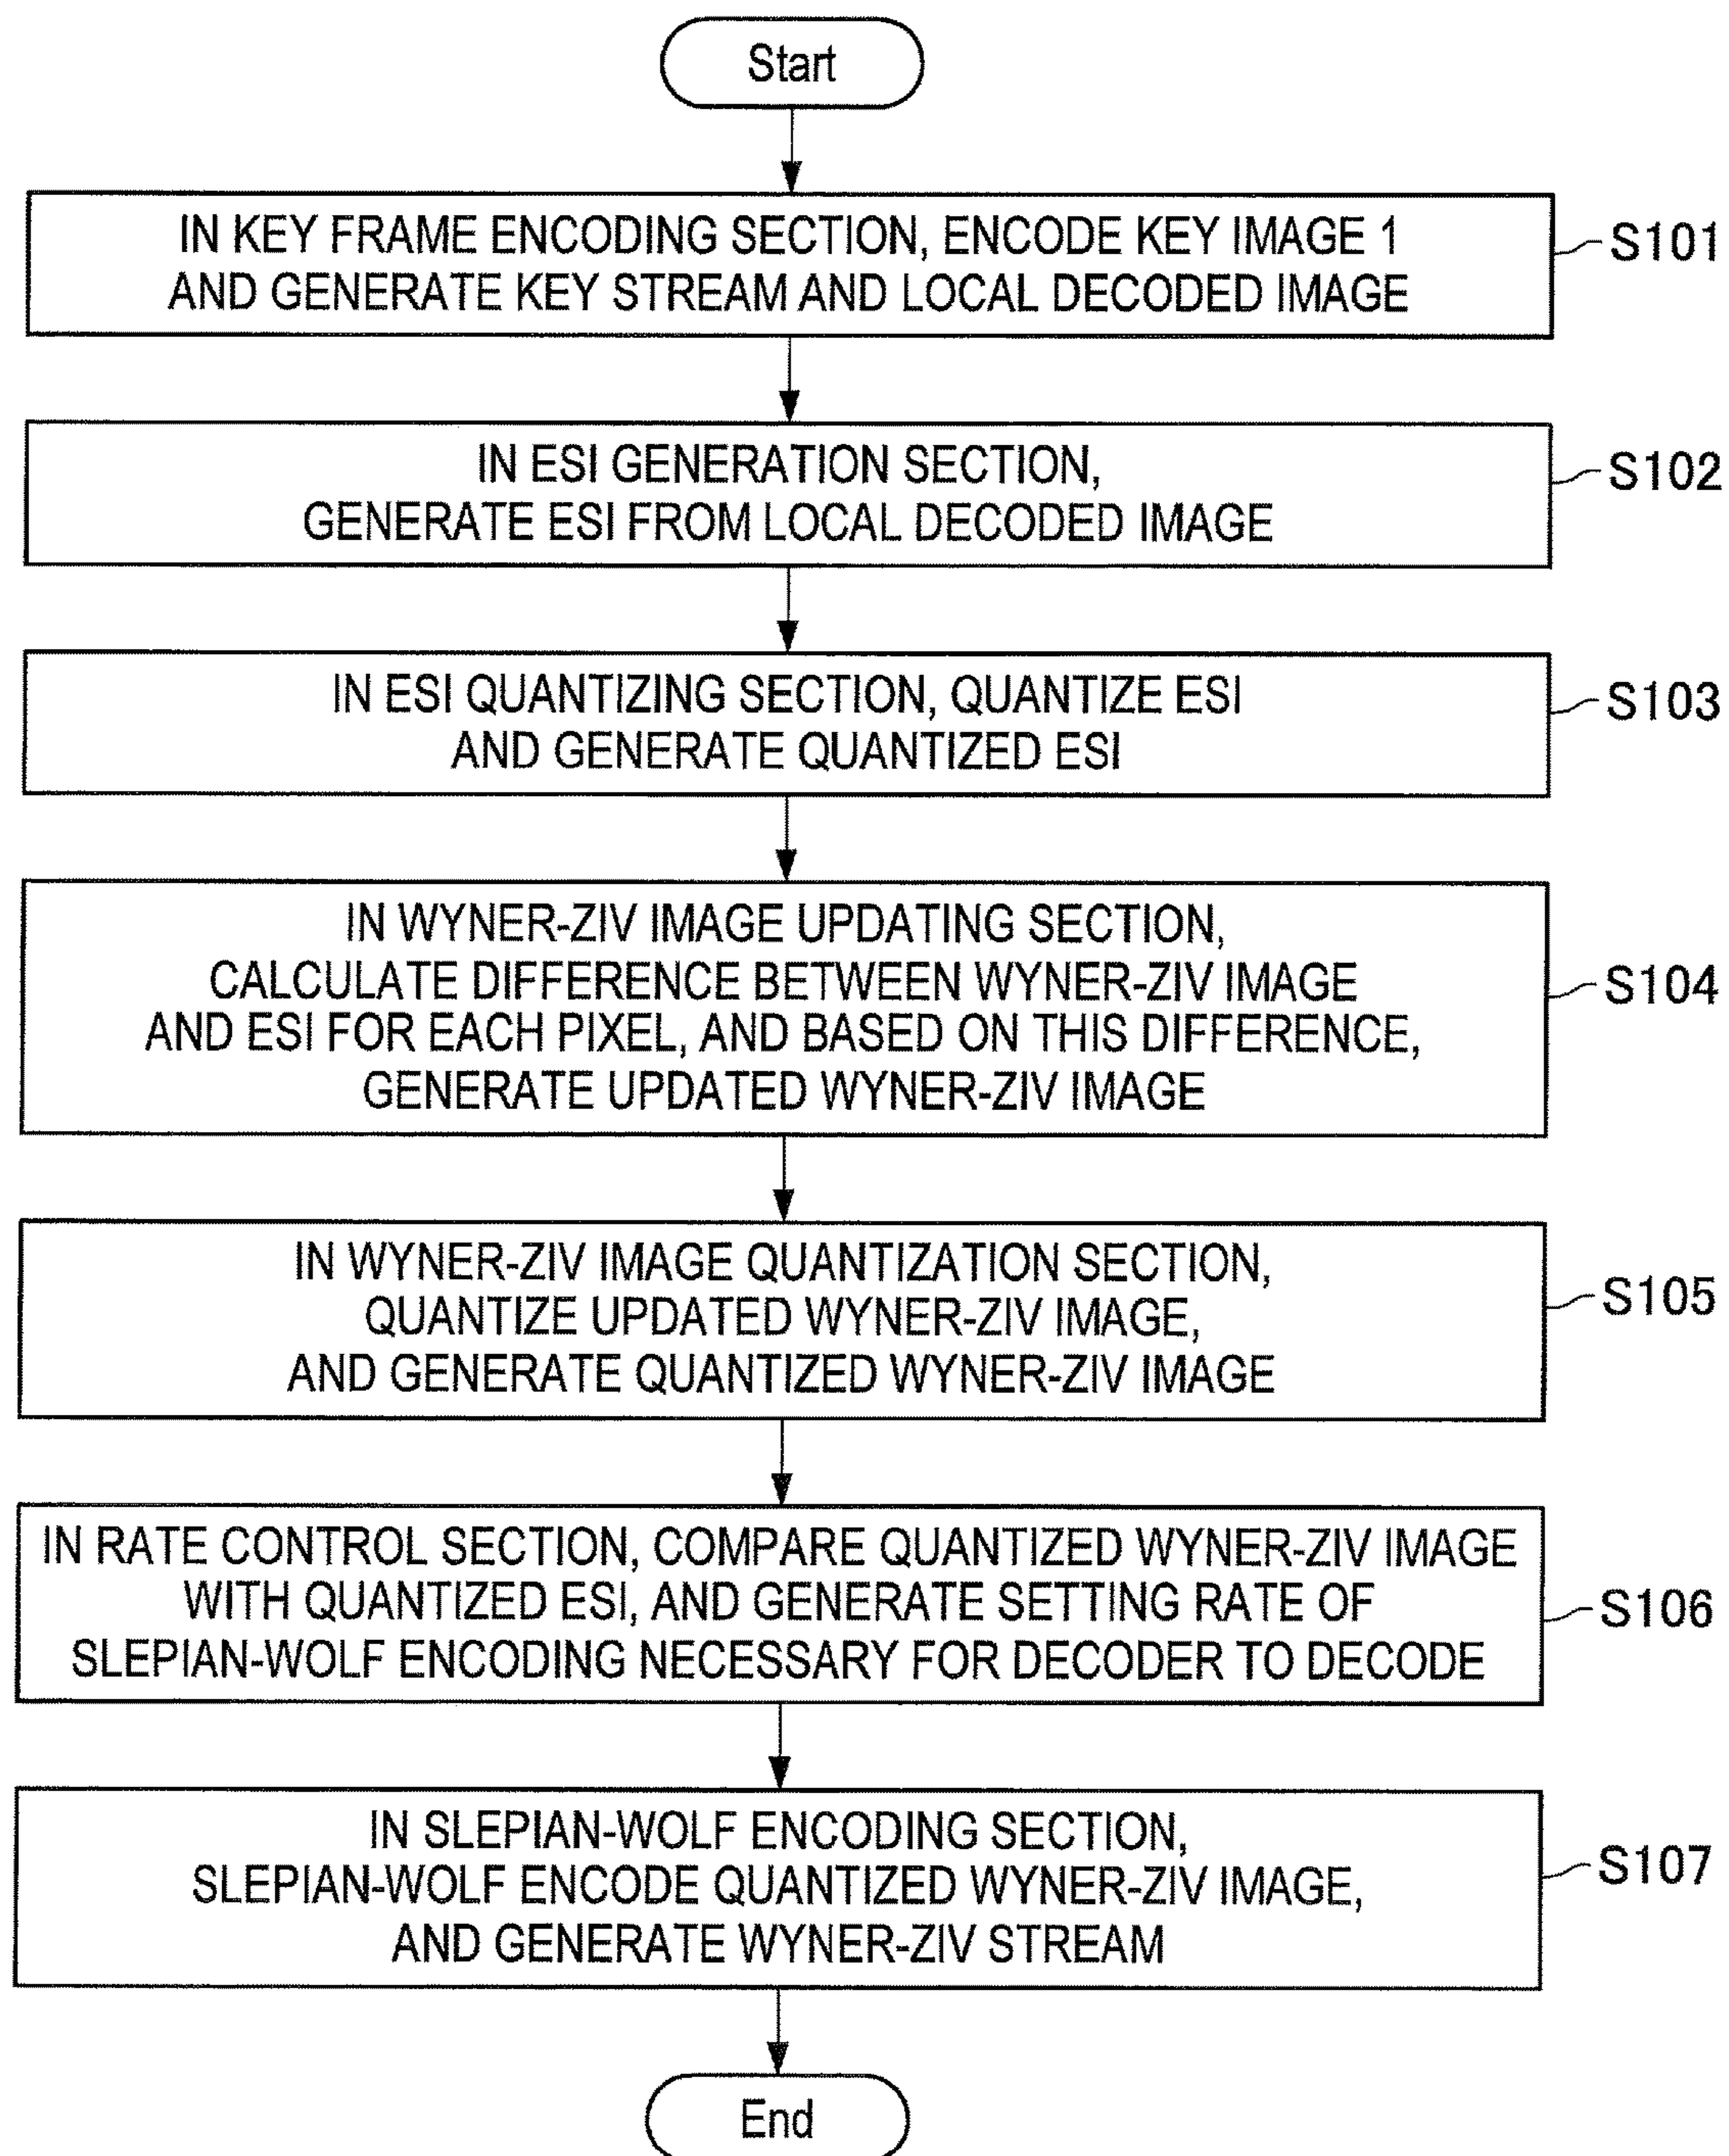 Start
IN KEY FRAME ENCODING SECTION, ENCODE KEY IMAGE 1
AND GENERATE KEY STREAM AND LOCAL DECODED IMAGE
S101
IN ESI GENERATION SECTION,
GENERATE ESI FROM LOCAL DECODED IMAGE
S102
IN ESI QUANTIZING SECTION, QUANTIZE ESI
AND GENERATE QUANTIZED ESI
S103
IN WYNER-ZIV IMAGE UPDATING SECTION,
CALCULATE DIFFERENCE BETWEEN WYNER-ZIV IMAGE
AND ESI FOR EACH PIXEL, AND BASED ON THIS DIFFERENCE,
GENERATE UPDATED WYNER-ZIV IMAGE
S104
IN WYNER-ZIV IMAGE QUANTIZATION SECTION,
QUANTIZE UPDATED WYNER-ZIV IMAGE,
AND GENERATE QUANTIZED WYNER-ZIV IMAGE
S105
IN RATE CONTROL SECTION, COMPARE QUANTIZED WYNER-ZIV IMAGE
WITH QUANTIZED ESI, AND GENERATE SETTING RATE OF
SLEPIAN-WOLF ENCODING NECESSARY FOR DECODER TO DECODE
S106
IN SLEPIAN-WOLF ENCODING SECTION,
SLEPIAN-WOLF ENCODE QUANTIZED WYNER-ZIV IMAGE,
AND GENERATE WYNER-ZIV STREAM
S107
End